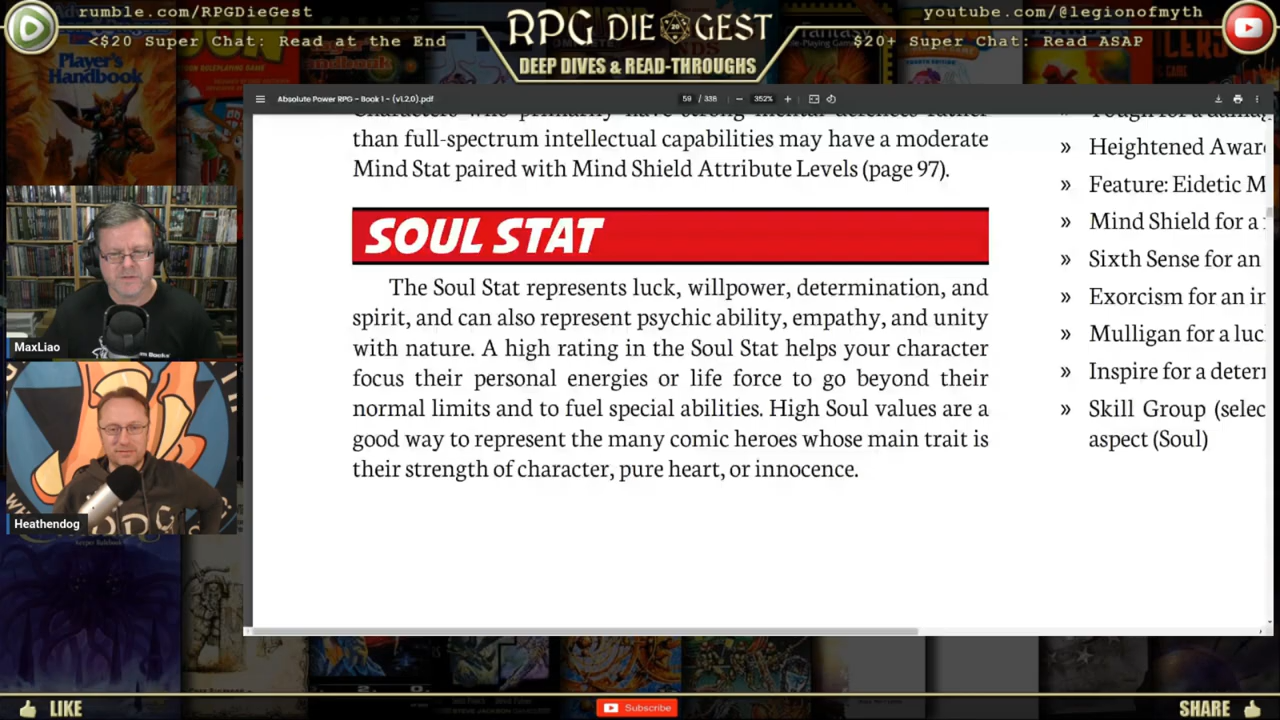 rumble.com/RPGDieGest
<$20 Super Chat: Read at the End
RPG DIE GEST
DEEP DIVES & READ-THROUGHS
youtube.com/@legionofmyth
$20+ Super Chat: Read ASAP
Player's
Handbook
Absolute Power RPG - Book 1 - (v1.2.0).pdf
59 / 338
352%
than full-spectrum intellectual capabilities may have a moderate
Mind Stat paired with Mind Shield Attribute Levels (page 97).
SOUL STAT
The Soul Stat represents luck, willpower, determination, and
spirit, and can also represent psychic ability, empathy, and unity
with nature. A high rating in the Soul Stat helps your character
focus their personal energies or life force to go beyond their
normal limits and to fuel special abilities. High Soul values are a
good way to represent the many comic heroes whose main trait is
their strength of character, pure heart, or innocence.
» Heightened Awar
» Feature: Eidetic M
» Mind Shield for a
» Sixth Sense for an
» Exorcism for an in
» Mulligan for a luc
» Inspire for a deter
» Skill Group (selec
aspect (Soul)
MaxLiao
Heathendog
LIKE
Subscribe
SHARE